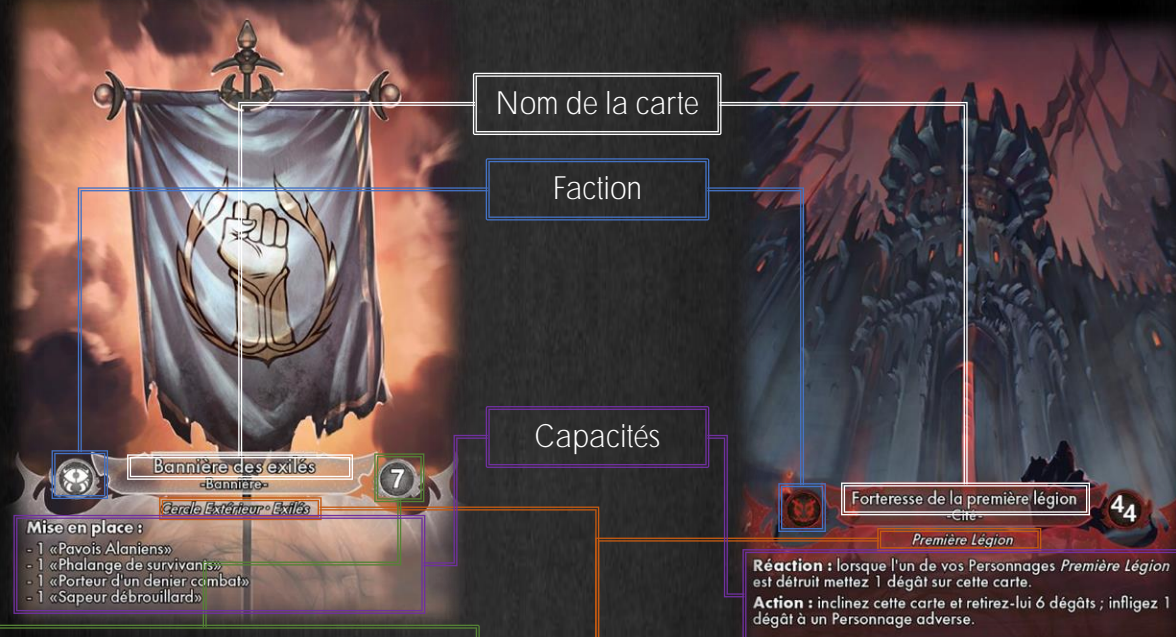 Nom de la carte
Faction
Capacités
Bannière des exilés
-Bannière-
7
Cercle Extérieur · Exilés
Mise en place :
- 1 «Pavois Alaniens»
- 1 «Phalange de survivants»
- 1 «Porteur d'un denier combat»
- 1 «Sapeur débrouillard»
Forteresse de la première légion
-Cité-
44
Première Légion
Réaction : lorsque l'un de vos Personnages Première Légion
est détruit mettez 1 dégât sur cette carte.
Action : inclinez cette carte et retirez-lui 6 dégâts ; infligez 1
dégât à un Personnage adverse.